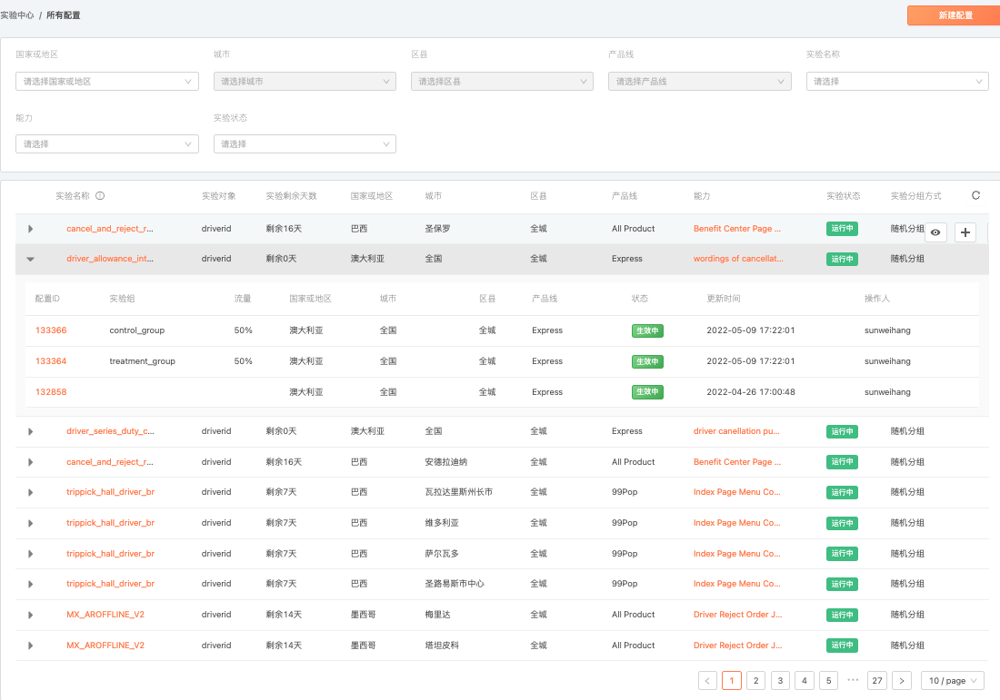 实验中心 / 所有配置
新建配置
国家或地区 城市 区县 产品线 实验名称
请选择国家或地区 请选择城市 请选择区县 请选择产品线 请选择
能力 实验状态
请选择 请选择
实验名称 实验对象 实验剩余天数 国家或地区 城市 区县 产品线 能力 实验状态 实验分组方式
cancel_and_reject_r... driverid 剩余16天 巴西 圣保罗 全城 All Product Benefit Center Page ... 运行中 随机分组
driver_allowance_int... driverid 剩余0天 澳大利亚 全国 全城 Express wordings of cancellat... 运行中 随机分组
配置ID 实验组 流量 国家或地区 城市 区县 产品线 状态 更新时间 操作人
133366 control_group 50% 澳大利亚 全国 全城 Express 生效中 2022-05-09 17:22:01 sunweihang
133364 treatment_group 50% 澳大利亚 全国 全城 Express 生效中 2022-05-09 17:22:01 sunweihang
132858 澳大利亚 全国 全城 Express 生效中 2022-04-26 17:00:48 sunweihang
driver_series_duty_c... driverid 剩余0天 澳大利亚 全国 全城 Express driver canellation pu... 运行中 随机分组
cancel_and_reject_r... driverid 剩余16天 巴西 安德拉迪纳 全城 All Product Benefit Center Page ... 运行中 随机分组
trippick_hall_driver_br driverid 剩余7天 巴西 瓦拉达里斯州长市 全城 99Pop Index Page Menu Co... 运行中 随机分组
trippick_hall_driver_br driverid 剩余7天 巴西 维多利亚 全城 99Pop Index Page Menu Co... 运行中 随机分组
trippick_hall_driver_br driverid 剩余7天 巴西 萨尔瓦多 全城 99Pop Index Page Menu Co... 运行中 随机分组
trippick_hall_driver_br driverid 剩余7天 巴西 圣路易斯市中心 全城 99Pop Index Page Menu Co... 运行中 随机分组
MX_AROFFLINE_V2 driverid 剩余14天 墨西哥 梅里达 全城 All Product Driver Reject Order J... 运行中 随机分组
MX_AROFFLINE_V2 driverid 剩余14天 墨西哥 塔坦皮科 全城 All Product Driver Reject Order J... 运行中 随机分组
< 1 2 3 4 5 ••• 27 > 10 / page